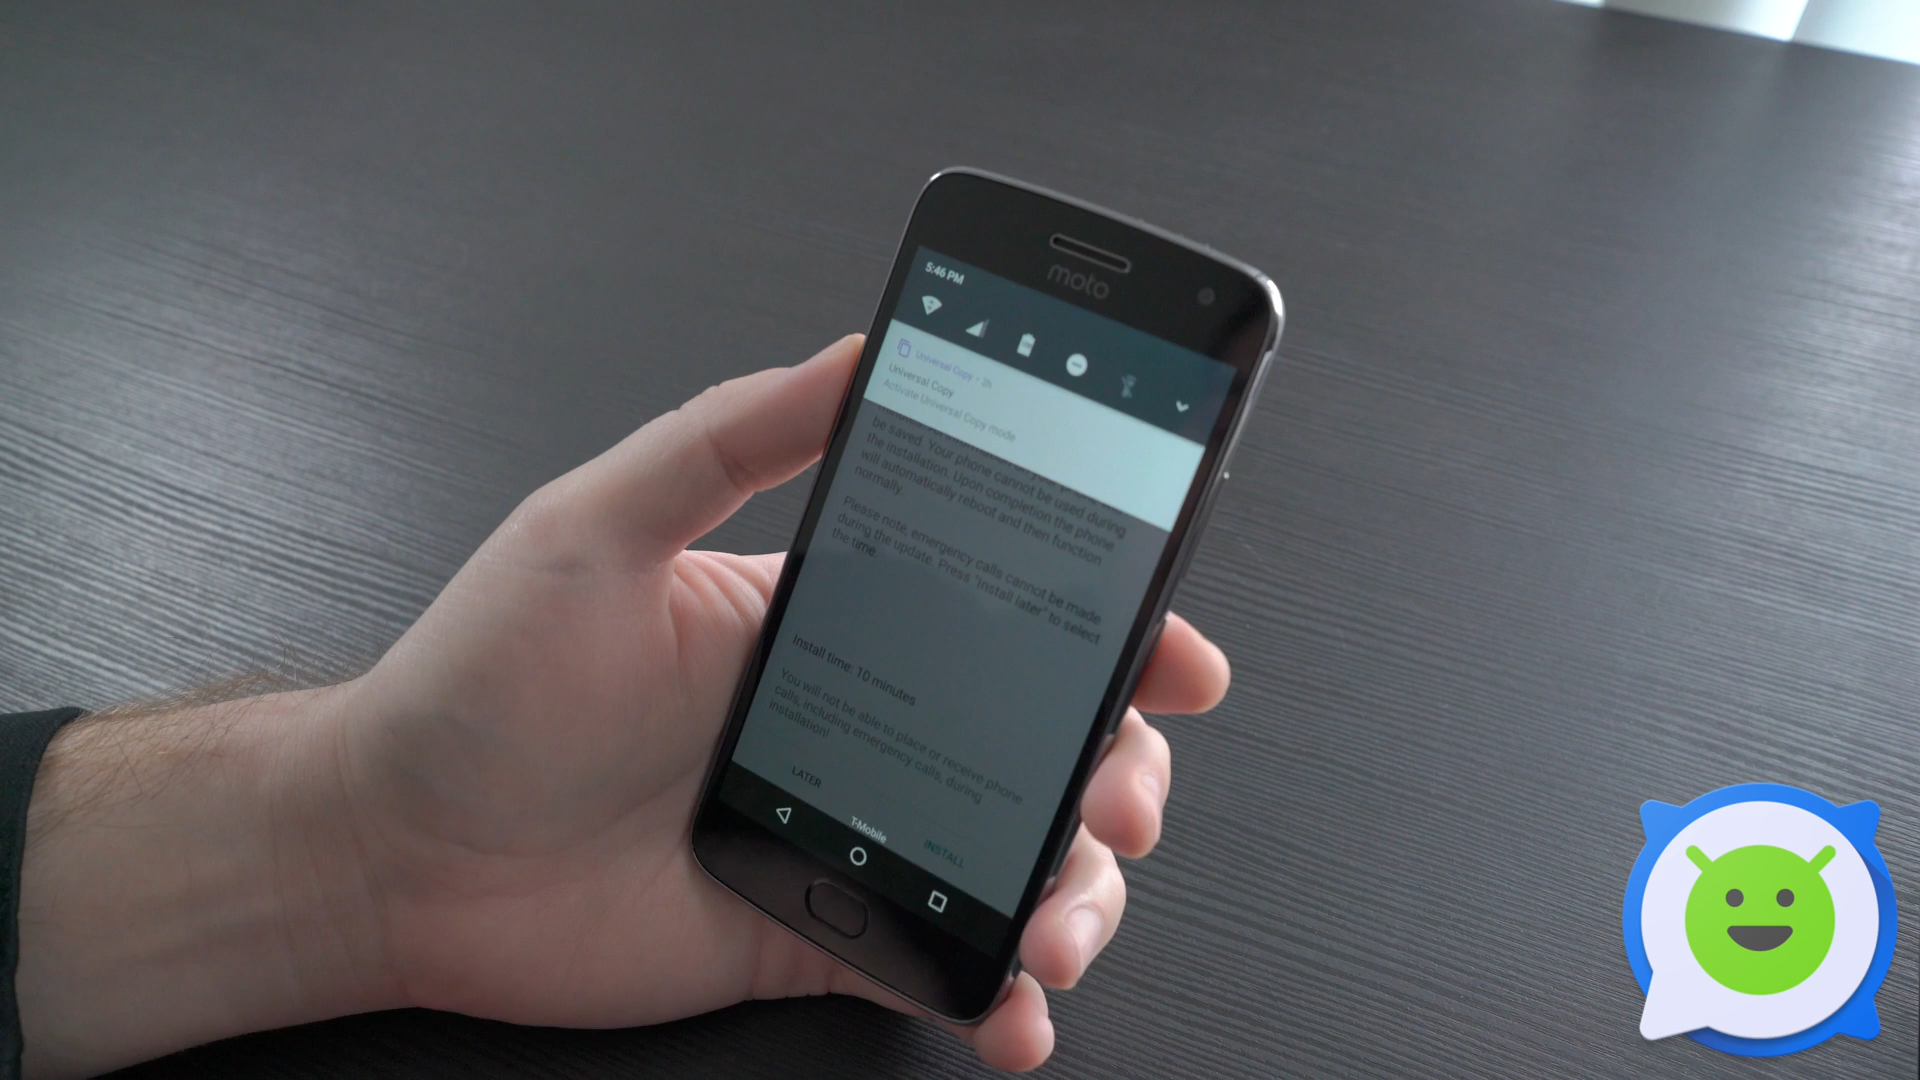 moto
5:46 PM
Universal Copy • 2h
Universal Copy
Activate Universal Copy mode
be saved. Your phone cannot be used during
the installation. Upon completion the phone
will automatically reboot and then function
normally.
Please note, emergency calls cannot be made
during the update. Press "Install later" to select
the time.
Install time: 10 minutes
You will not be able to place or receive phone
calls, including emergency calls, during
installation!
LATER
INSTALL
T-Mobile